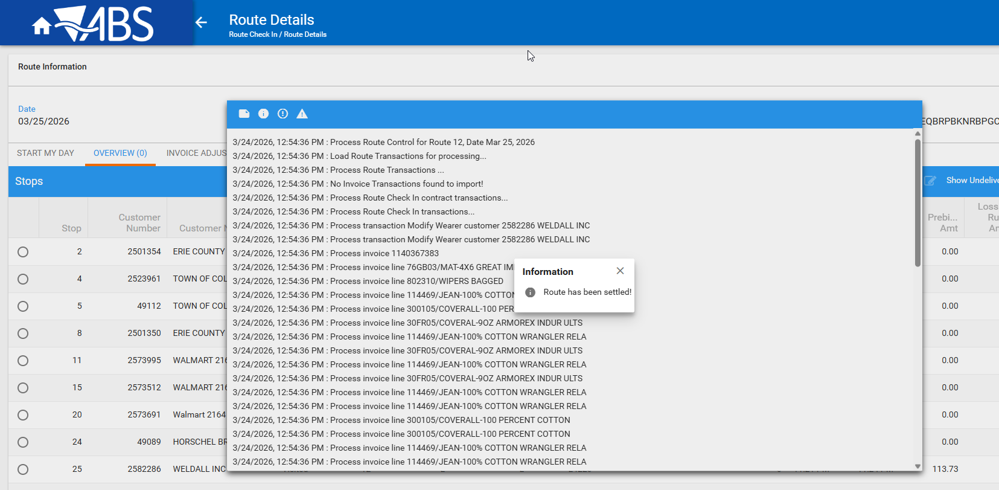 ABS
Route Details
Route Check In / Route Details
Route Information
Date
03/25/2026
EQBRPBKNRBPGC
START MY DAY
OVERVIEW (0)
INVOICE ADJUS
Stops
Show Undelive
Stop
Customer
Number
Customer N
Prebi...
Amt
Loss
Ru
Ar
2 2501354 ERIE COUNTY 0.00
4 2523961 TOWN OF COL 0.00
5 49112 TOWN OF COL 0.00
8 2501350 ERIE COUNTY 0.00
11 2573995 WALMART 216 0.00
15 2573512 WALMART 216 0.00
20 2573691 Walmart 2164 0.00
24 49089 HORSCHEL BR 0.00
25 2582286 WELDALL INC 113.73
3/24/2026, 12:54:36 PM : Process Route Control for Route 12, Date Mar 25, 2026
3/24/2026, 12:54:36 PM : Load Route Transactions for processing...
3/24/2026, 12:54:36 PM : Process Route Transactions ...
3/24/2026, 12:54:36 PM : No Invoice Transactions found to import!
3/24/2026, 12:54:36 PM : Process Route Check In contract transactions...
3/24/2026, 12:54:36 PM : Process Route Check In transactions...
3/24/2026, 12:54:36 PM : Process transaction Modify Wearer customer 2582286 WELDALL INC
3/24/2026, 12:54:36 PM : Process transaction Modify Wearer customer 2582286 WELDALL INC
3/24/2026, 12:54:36 PM : Process invoice 1140367383
3/24/2026, 12:54:36 PM : Process invoice line 76GB03/MAT-4X6 GREAT IM
3/24/2026, 12:54:36 PM : Process invoice line 802310/WIPERS BAGGED
3/24/2026, 12:54:36 PM : Process invoice line 114469/JEAN-100% COTTON
3/24/2026, 12:54:36 PM : Process invoice line 300105/COVERALL-100 PER
3/24/2026, 12:54:36 PM : Process invoice line 30FR05/COVERAL-9OZ ARMOREX INDUR ULTS
3/24/2026, 12:54:36 PM : Process invoice line 114469/JEAN-100% COTTON WRANGLER RELA
3/24/2026, 12:54:36 PM : Process invoice line 30FR05/COVERAL-9OZ ARMOREX INDUR ULTS
3/24/2026, 12:54:36 PM : Process invoice line 114469/JEAN-100% COTTON WRANGLER RELA
3/24/2026, 12:54:36 PM : Process invoice line 30FR05/COVERAL-9OZ ARMOREX INDUR ULTS
3/24/2026, 12:54:36 PM : Process invoice line 114469/JEAN-100% COTTON WRANGLER RELA
3/24/2026, 12:54:36 PM : Process invoice line 114469/JEAN-100% COTTON WRANGLER RELA
3/24/2026, 12:54:36 PM : Process invoice line 300105/COVERALL-100 PERCENT COTTON
3/24/2026, 12:54:36 PM : Process invoice line 300105/COVERALL-100 PERCENT COTTON
3/24/2026, 12:54:36 PM : Process invoice line 114469/JEAN-100% COTTON WRANGLER RELA
3/24/2026, 12:54:36 PM : Process invoice line 114469/JEAN-100% COTTON WRANGLER RELA
Information
Route has been settled!